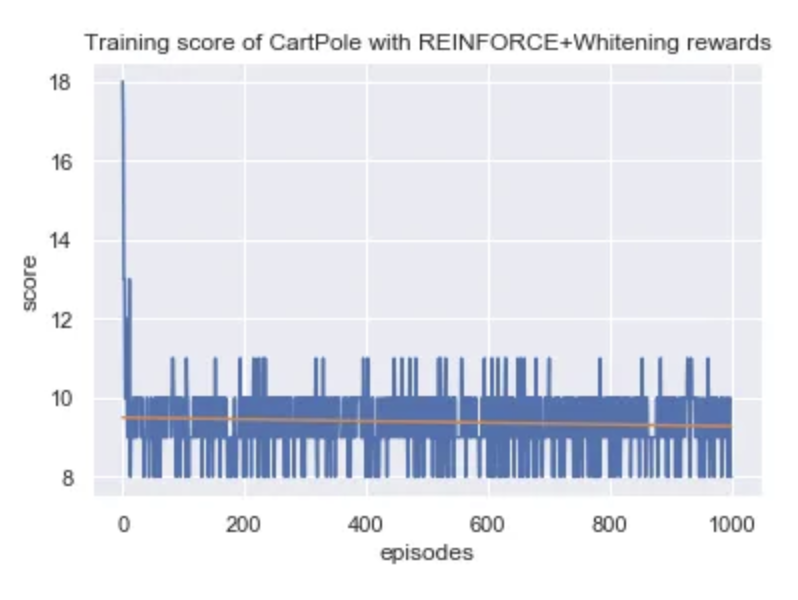 Training score of CartPole with REINFORCE+Whitening rewards
18
16
14
12
10
8
score
0 200 400 600 800 1000
episodes